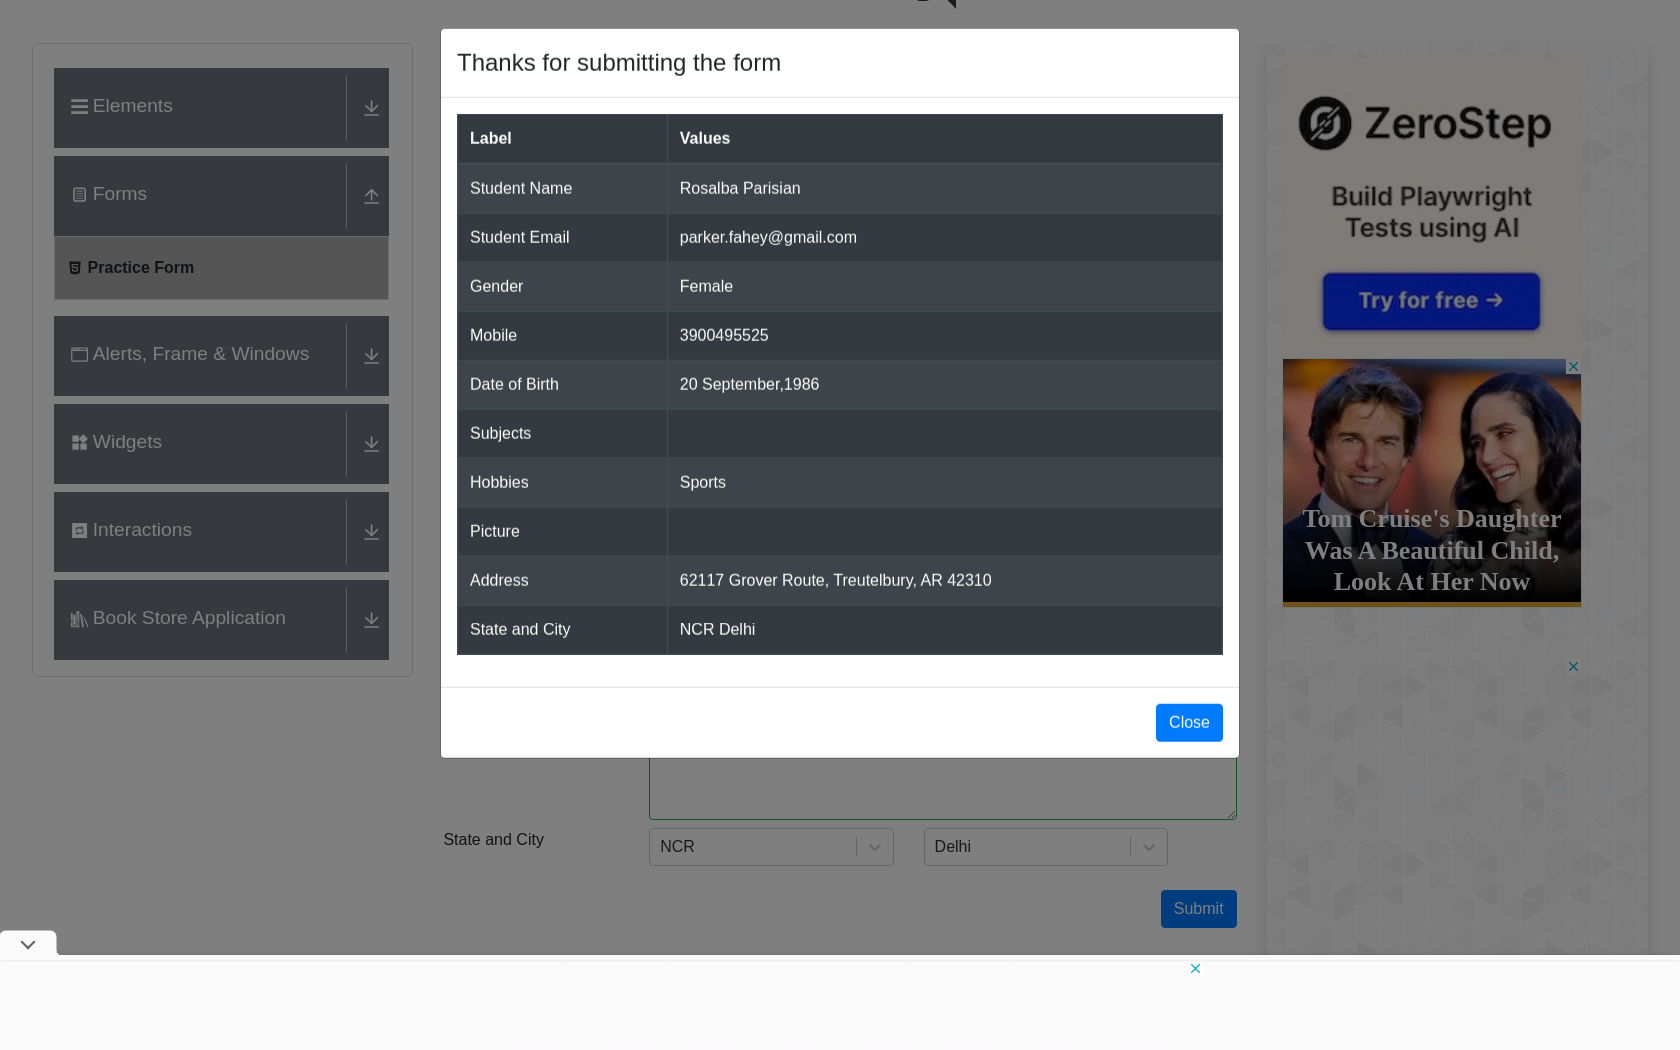 Thanks for submitting the form
Label Values
Student Name Rosalba Parisian
Student Email parker.fahey@gmail.com
Gender Female
Mobile 3900495525
Date of Birth 20 September,1986
Subjects
Hobbies Sports
Picture
Address 62117 Grover Route, Treutelbury, AR 42310
State and City NCR Delhi
Close
Elements
Forms
Practice Form
Alerts, Frame & Windows
Widgets
Interactions
Book Store Application
State and City
NCR
Delhi
Submit
ZeroStep
Build Playwright
Tests using AI
Try for free →
Tom Cruise's Daughter
Was A Beautiful Child,
Look At Her Now